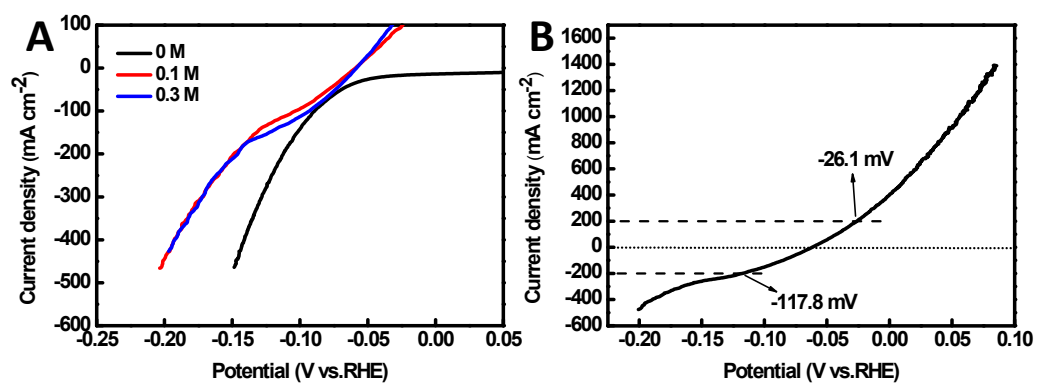 A
0 M
0.1 M
0.3 M
100
0
-100
-200
-300
-400
-500
-600
-0.25 -0.20 -0.15 -0.10 -0.05 0.00 0.05
Current density (mA cm-2)
Potential (V vs.RHE)
B
1600
1400
1200
1000
800
600
400
200
0
-200
-400
-600
-0.20 -0.15 -0.10 -0.05 0.00 0.05 0.10
-26.1 mV
-117.8 mV
Current density (mA cm-2)
Potential (V vs.RHE)